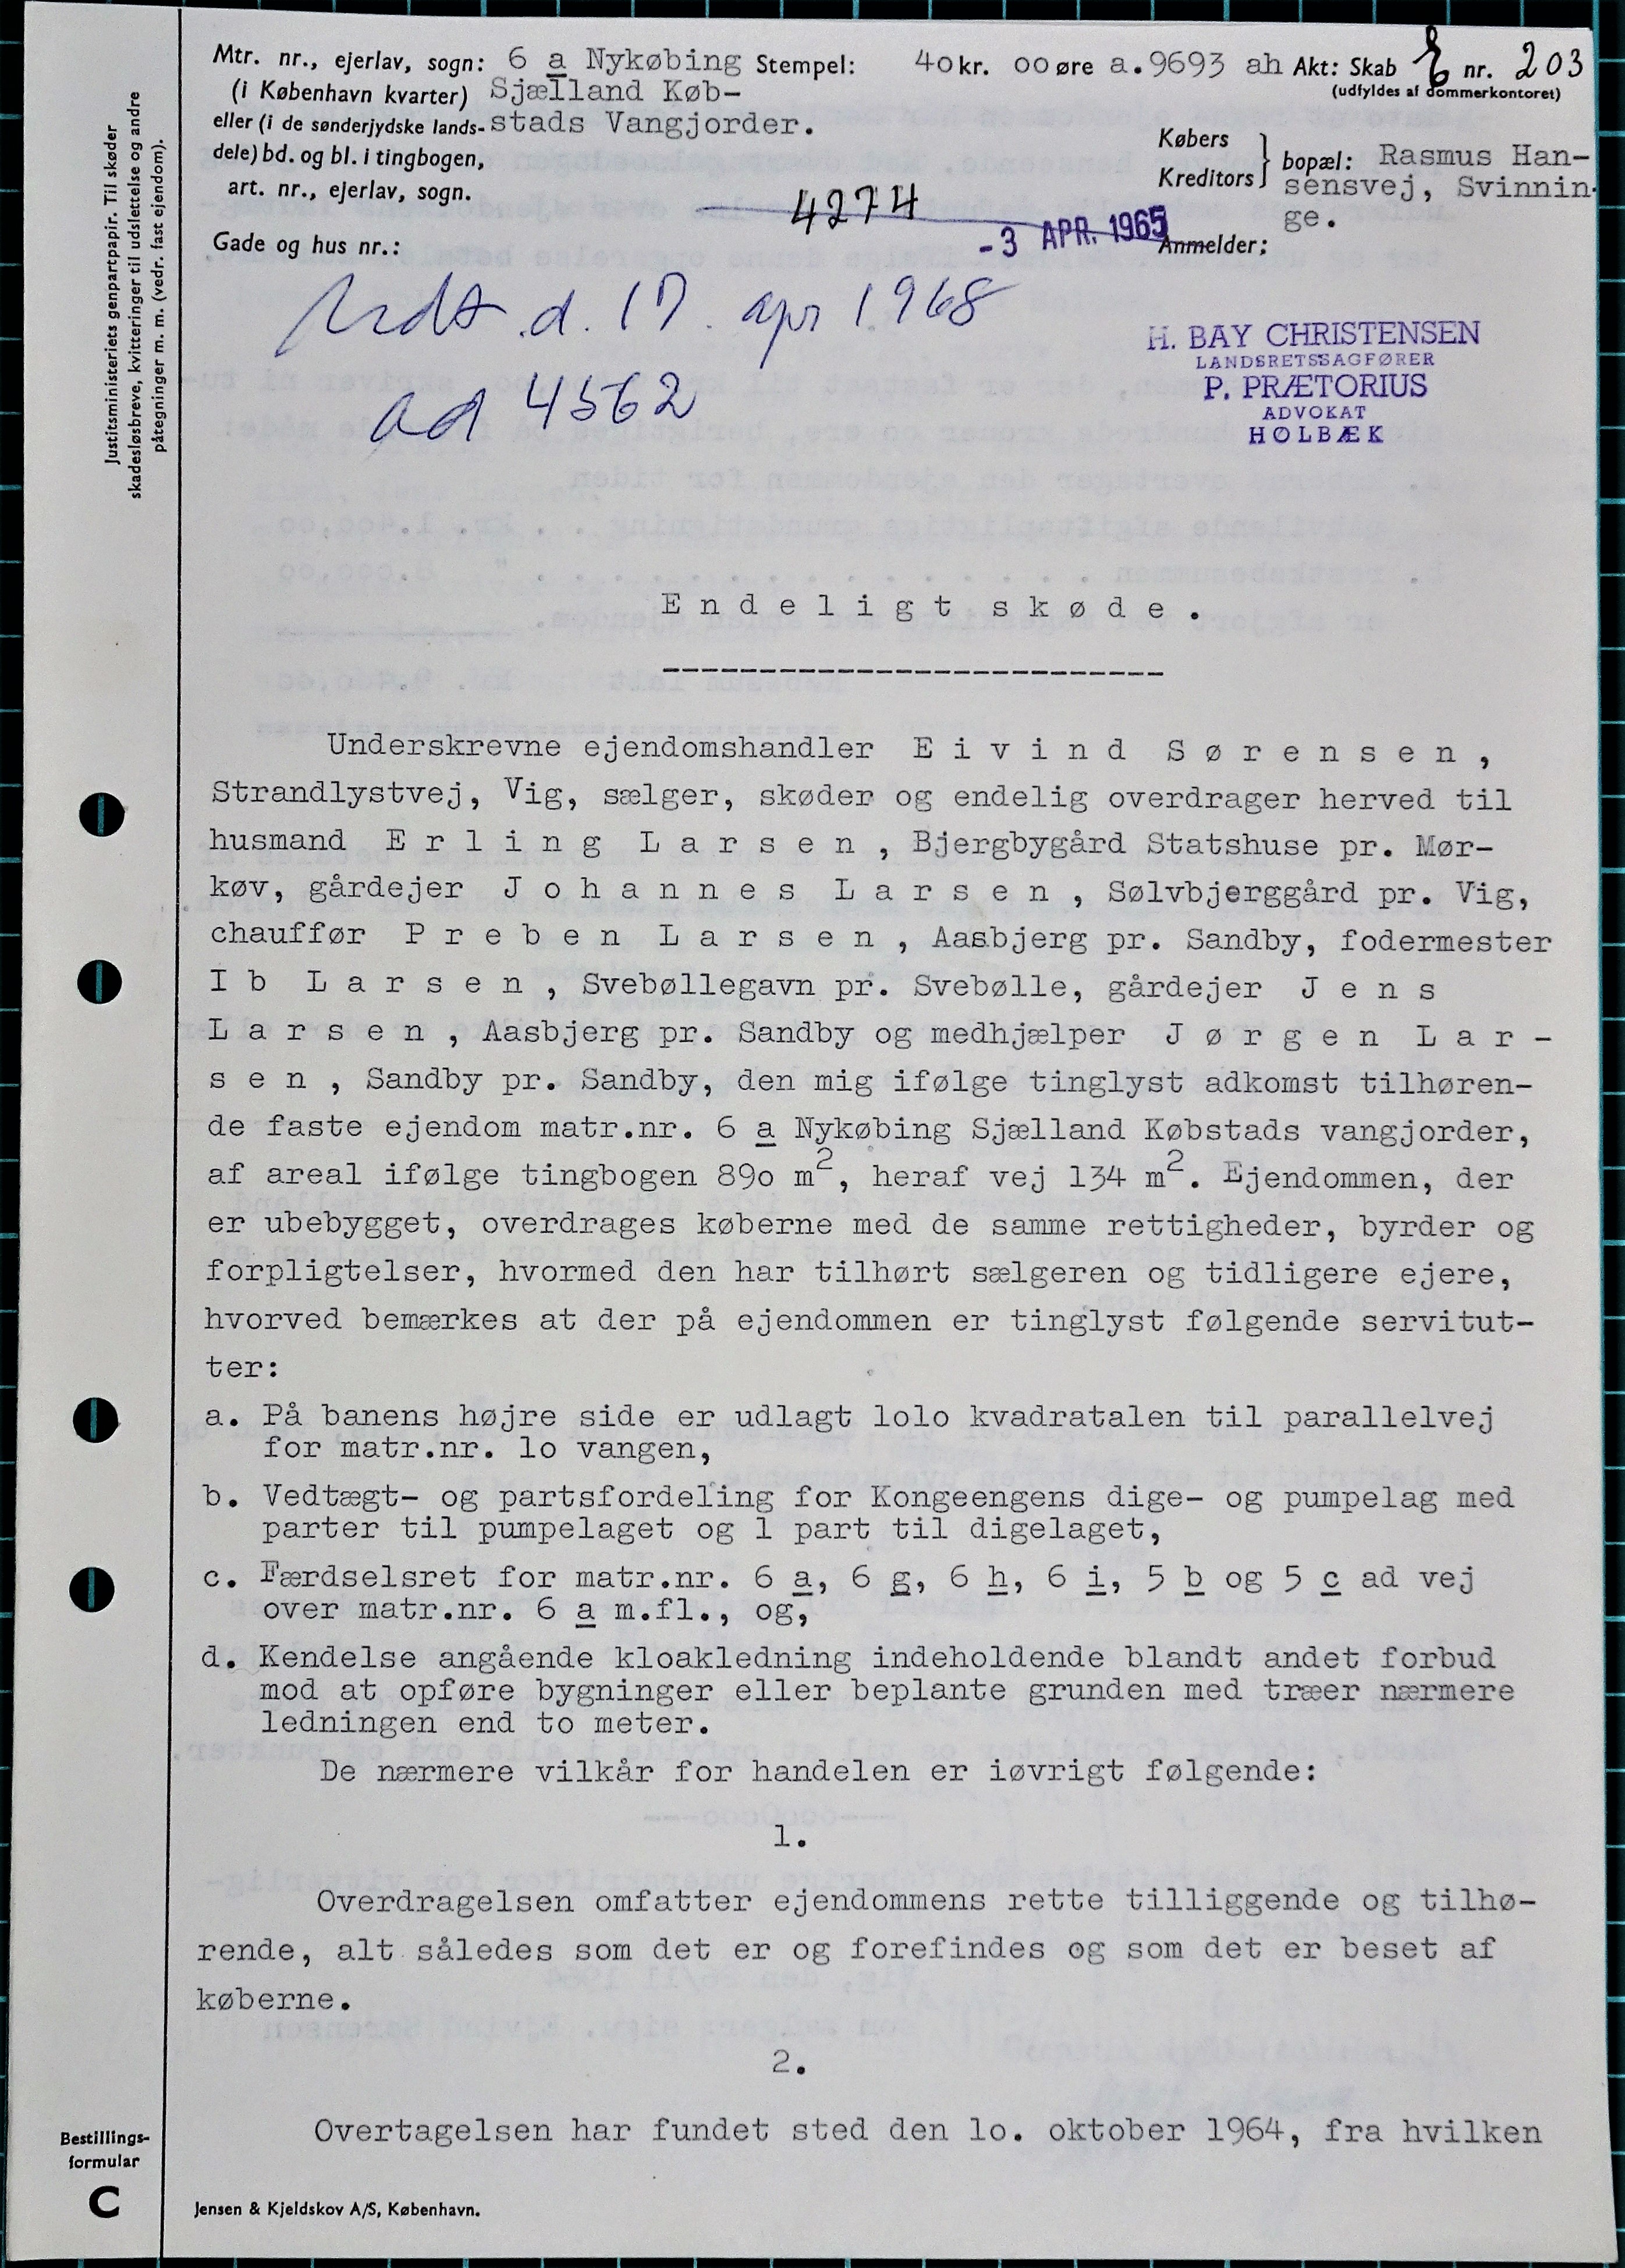 Mtr. nr., ejerlav, sogn: 6 a Nykøbing Stempel: 4o kr. oo øre a.9693 ah Akt: Skab nr. 203
(i København kvarter) Sjælland Køb-
(udfyldes af dommerkontoret)
eller (i de sønderjydske lands- stads Vangjorder.
dele) bd. og bl. i tingbogen,
art. nr., ejerlav, sogn.
Købers
Kreditors } bopæl: Rasmus Han-
sensvej, Svinnin-
ge.
4274
-3 APR. 1965
Gade og hus nr.:
Anmelder:
d. 17. apr 1968
ad 4562
H. BAY CHRISTENSEN
LANDSRETSSAGFØRER
P. PRÆTORIUS
ADVOKAT
HOLBÆK
Justitsministeriets genpartpapir. Til skøder
skadesløsbreve, kvitteringer til udslettelse og andre
påtegninger m. m. (vedr. fast ejendom).
Endeligt skøde.
--------------------------
Underskrevne ejendomshandler Eivind Sørensen,
Strandlystvej, Vig, sælger, skøder og endelig overdrager herved til
husmand Erling Larsen, Bjergbygård Statshuse pr. Mør-
køv, gårdejer Johannes Larsen, Sølvbjerggård pr. Vig,
chauffør Preben Larsen, Aasbjerg pr. Sandby, fodermester
Ib Larsen, Svebøllegavn pr. Svebølle, gårdejer Jens
Larsen, Aasbjerg pr. Sandby og medhjælper Jørgen Lar-
sen, Sandby pr. Sandby, den mig ifølge tinglyst adkomst tilhøren-
de faste ejendom matr.nr. 6 a Nykøbing Sjælland Købstads vangjorder,
af areal ifølge tingbogen 89o m2, heraf vej 134 m2. Ejendommen, der
er ubebygget, overdrages køberne med de samme rettigheder, byrder og
forpligtelser, hvormed den har tilhørt sælgeren og tidligere ejere,
hvorved bemærkes at der på ejendommen er tinglyst følgende servitut-
ter:
a. På banens højre side er udlagt lolo kvadratalen til parallelvej
for matr.nr. lo vangen,
b. Vedtægt- og partsfordeling for Kongeengens dige- og pumpelag med
parter til pumpelaget og l part til digelaget,
c. Færdselsret for matr.nr. 6 a, 6 g, 6 h, 6 i, 5 b og 5 c ad vej
over matr.nr. 6 a m.fl., og,
d. Kendelse angående kloakledning indeholdende blandt andet forbud
mod at opføre bygninger eller beplante grunden med træer nærmere
ledningen end to meter.
De nærmere vilkår for handelen er iøvrigt følgende:
1.
Overdragelsen omfatter ejendommens rette tilliggende og tilhø-
rende, alt således som det er og forefindes og som det er beset af
køberne.
2.
Overtagelsen har fundet sted den lo. oktober 1964, fra hvilken
Bestillings-
formular
C
Jensen & Kjeldskov A/S, København.